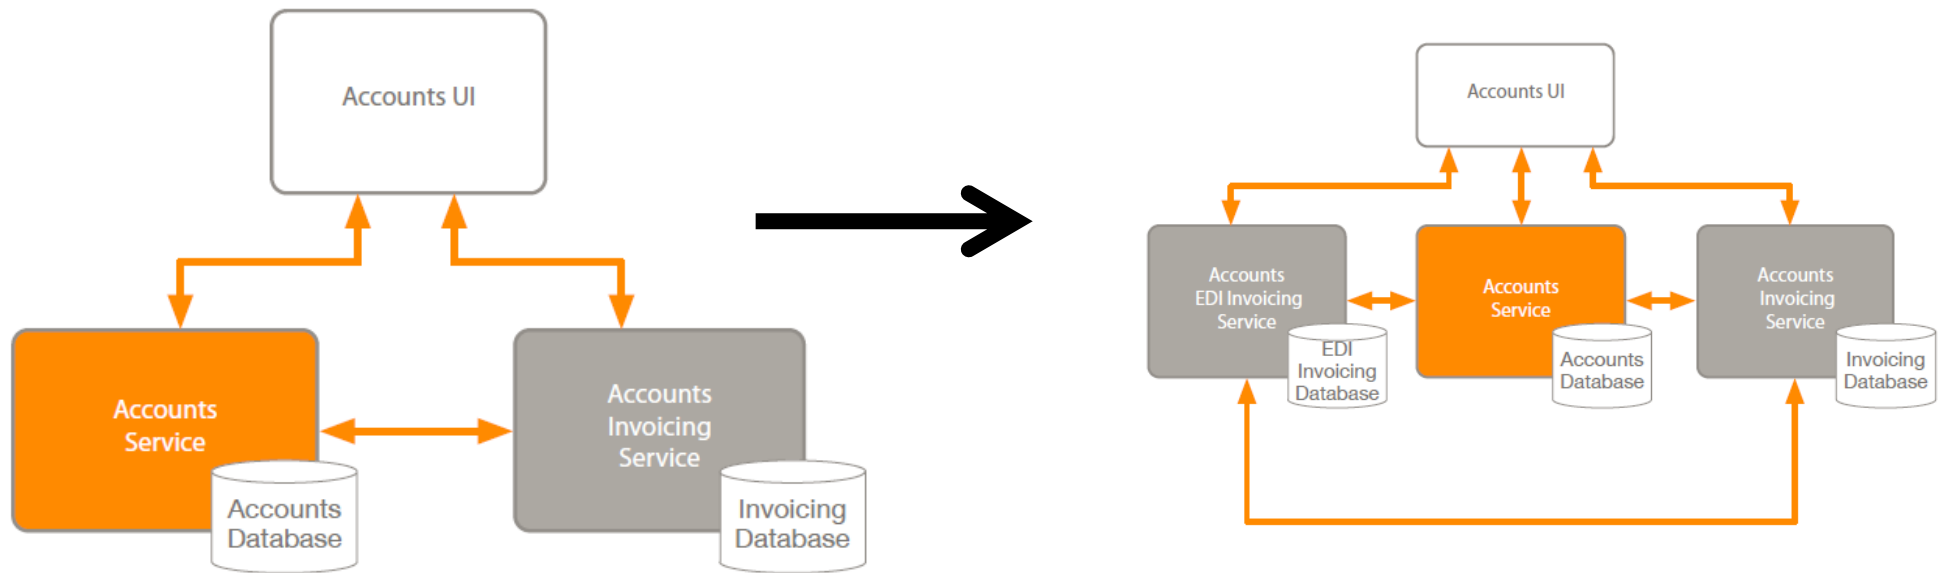 Accounts UI
Accounts
Service
Accounts
Database
Accounts
Invoicing
Service
Invoicing
Database
Accounts UI
Accounts
EDI Invoicing
Service
EDI
Invoicing
Database
Accounts
Service
Accounts
Database
Accounts
Invoicing
Service
Invoicing
Database